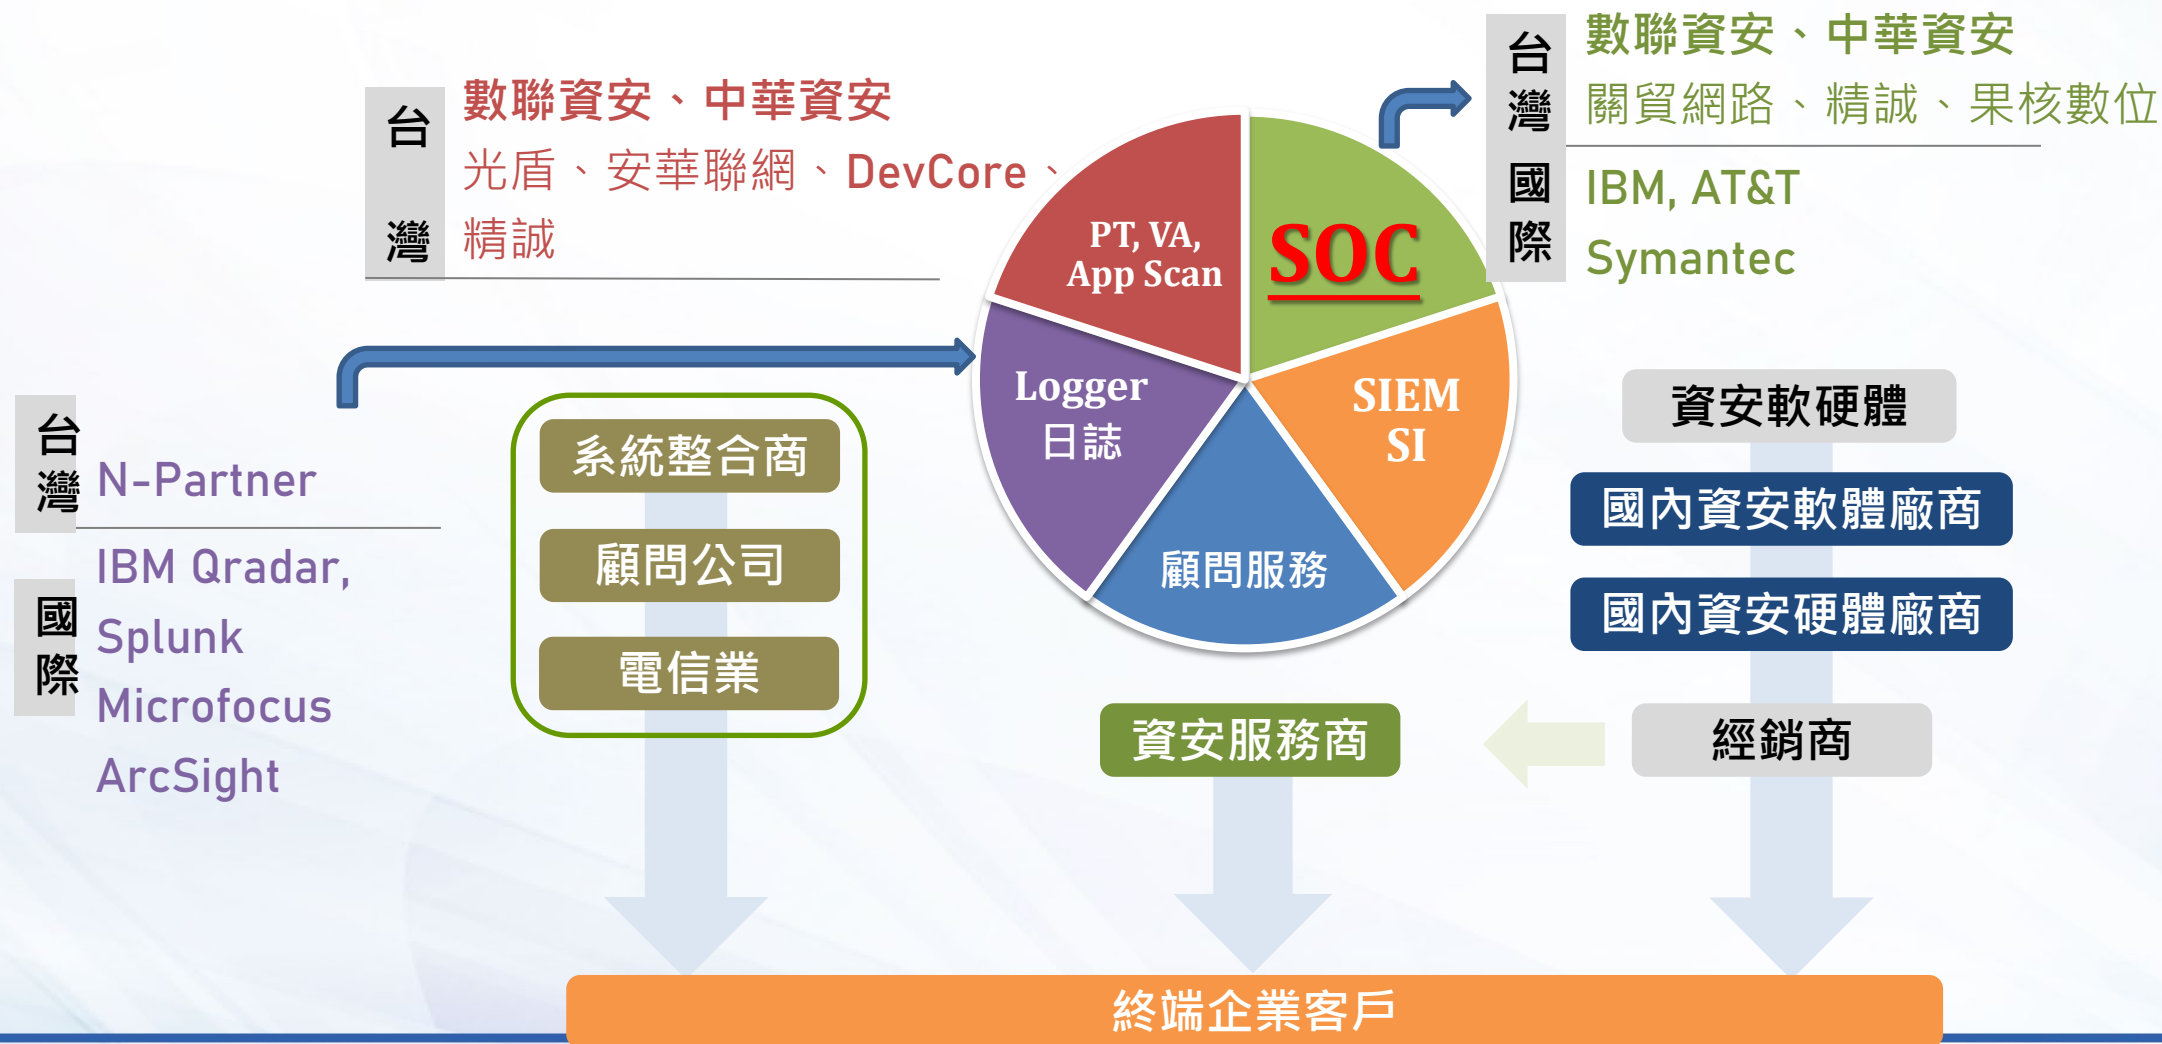 台灣
數聯資安、中華資安
光盾、安華聯網、DevCore、
精誠
台灣
數聯資安、中華資安
關貿網路、精誠、果核數位
國際
IBM, AT&T
Symantec
PT, VA,
App Scan
SOC
Logger
日誌
SIEM
SI
顧問服務
台灣
N-Partner
國際
IBM Qradar,
Splunk
Microfocus
ArcSight
系統整合商
顧問公司
電信業
資安軟硬體
國內資安軟體廠商
國內資安硬體廠商
經銷商
資安服務商
終端企業客戶